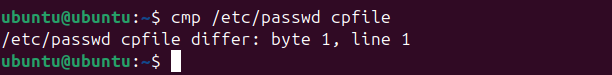 ubuntu@ubuntu:~$ cmp /etc/passwd cpfile
/etc/passwd cpfile differ: byte 1, line 1
ubuntu@ubuntu:~$